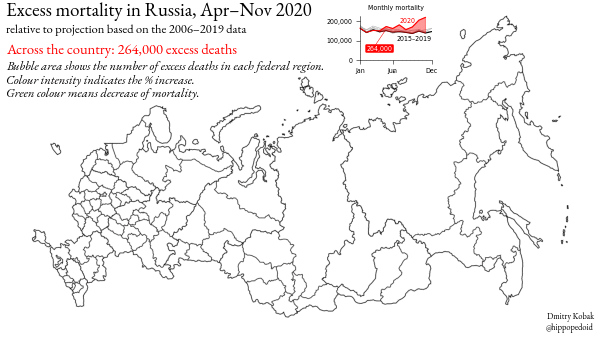 Excess mortality in Russia, Apr–Nov 2020
relative to projection based on the 2006–2019 data
Across the country: 264,000 excess deaths
Bubble area shows the number of excess deaths in each federal region.
Colour intensity indicates the % increase.
Green colour means decrease of mortality.
Monthly mortality
200,000
100,000
0
2020
2015–2019
264,000
Jan
Jun
Dec
Dmitry Kobak
@hippopedoid